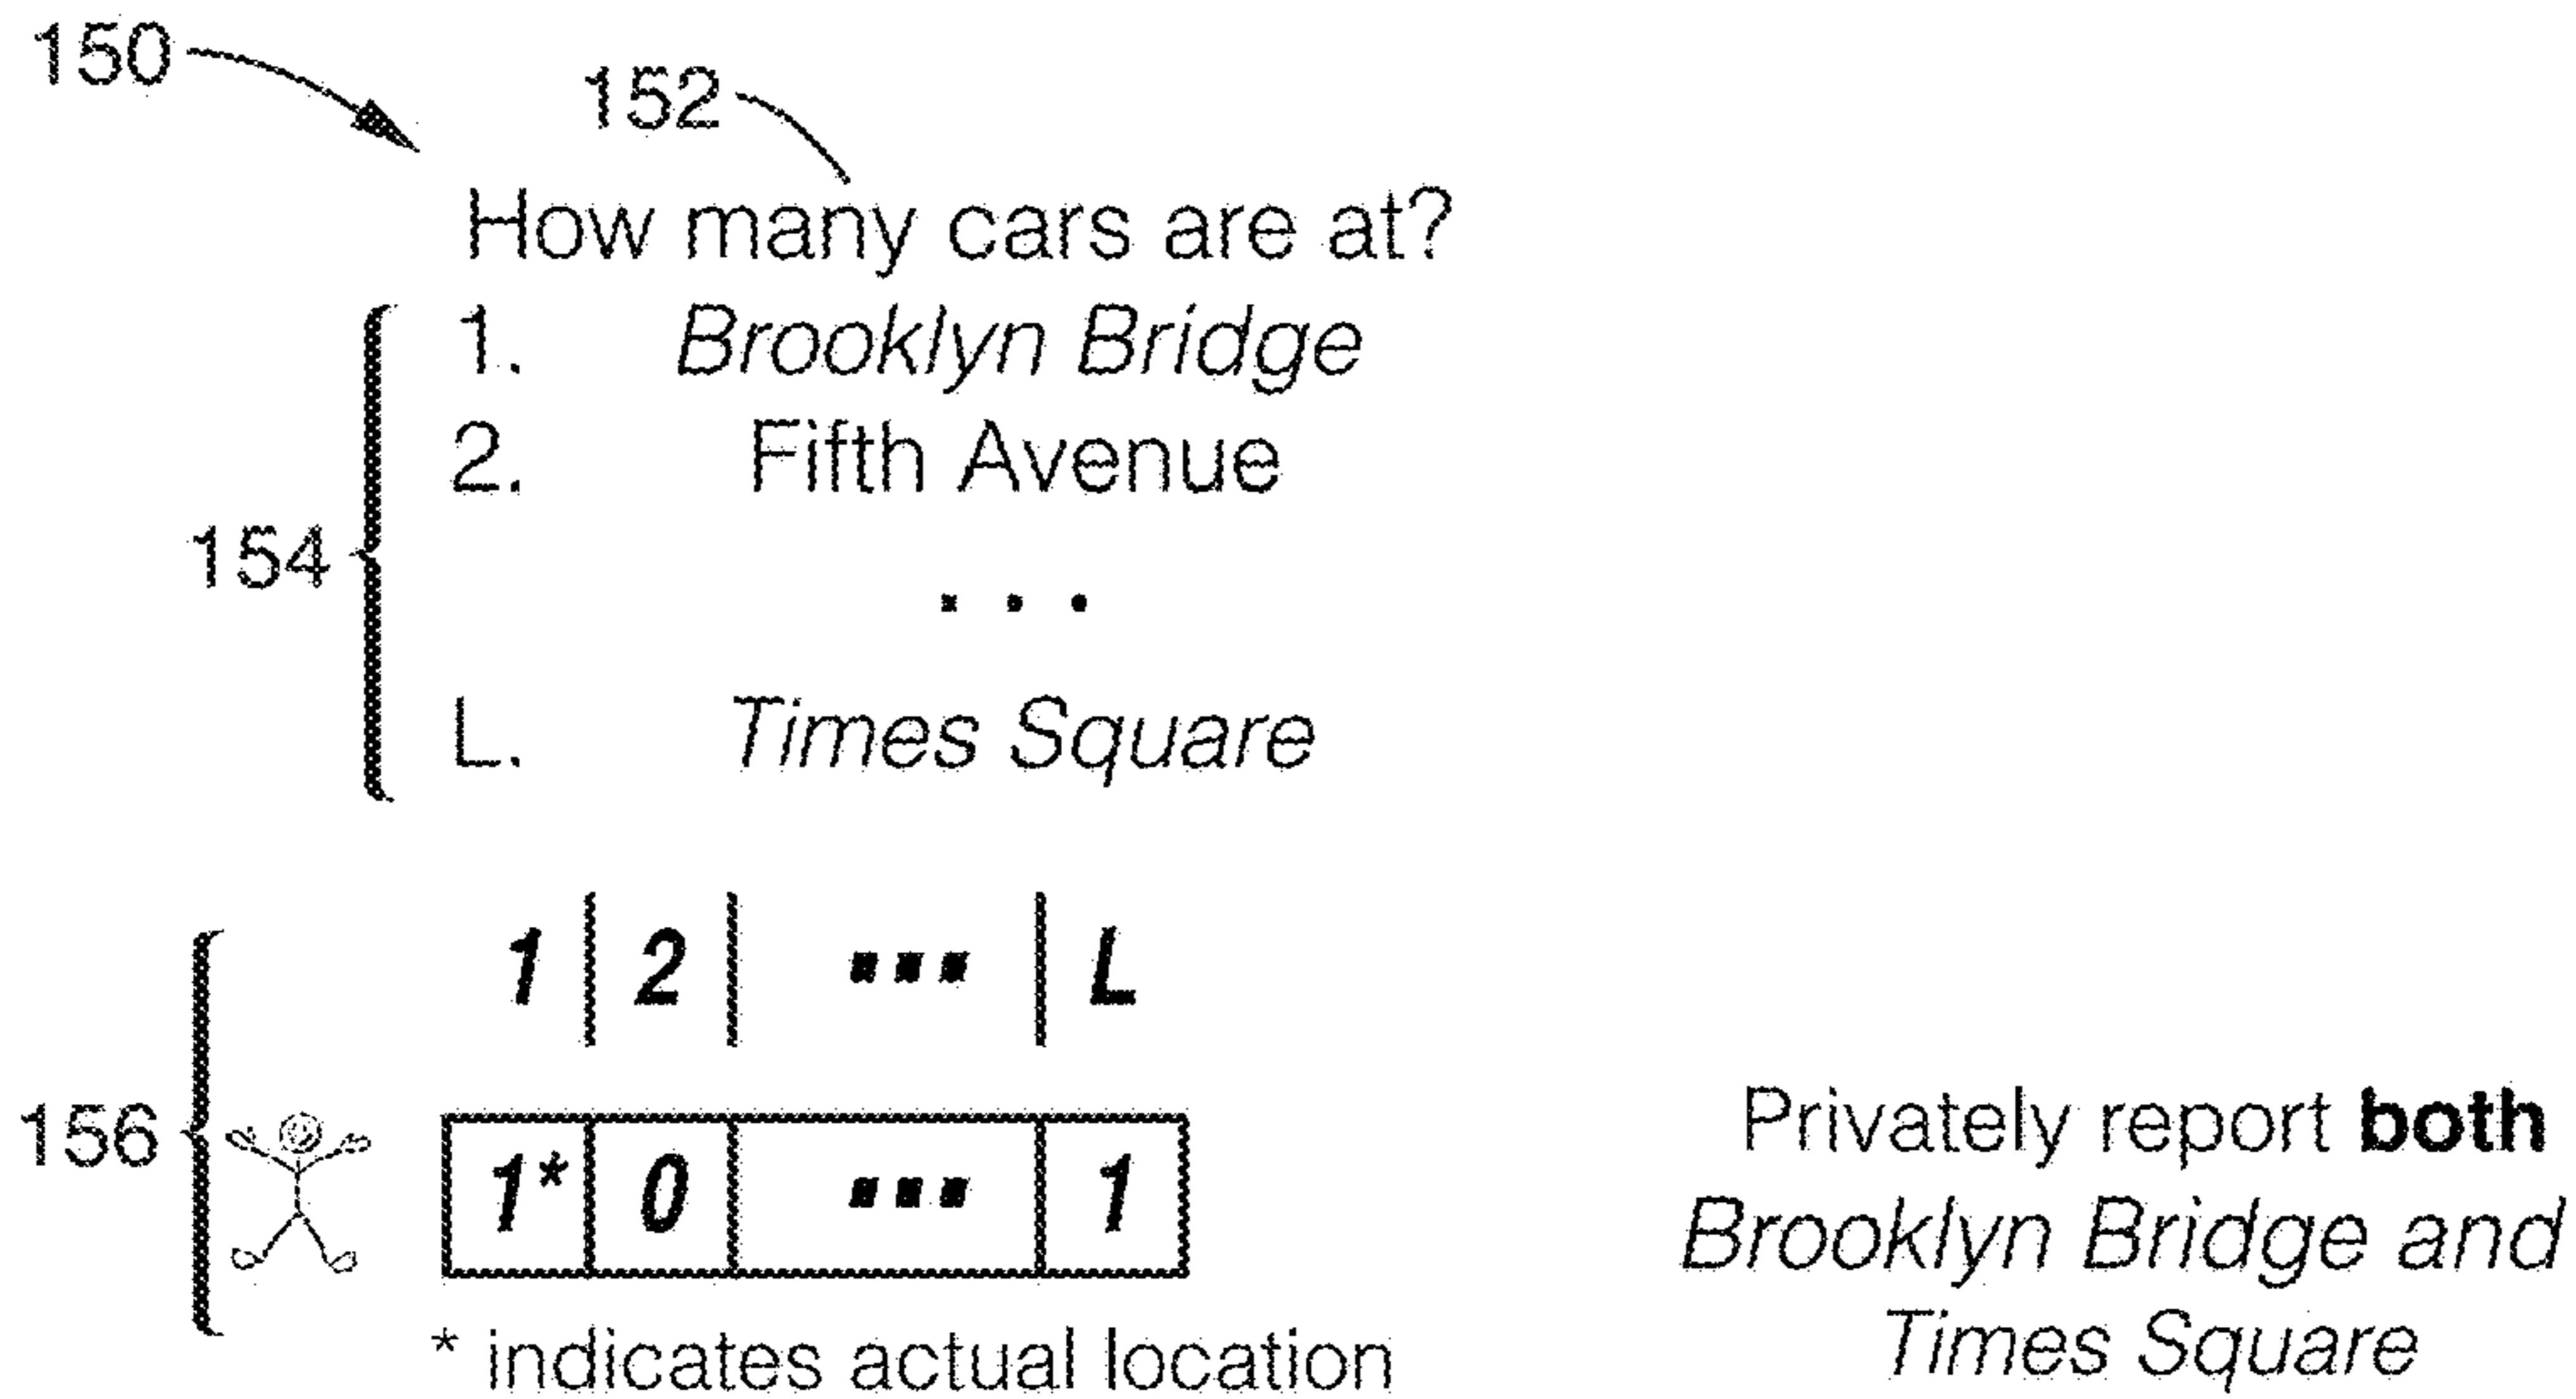 150
152
How many cars are at?
1. Brooklyn Bridge
2. Fifth Avenue
154
. . .
L. Times Square
1 2 ... L
156
1* 0 ... 1
* indicates actual location
Privately report both
Brooklyn Bridge and
Times Square